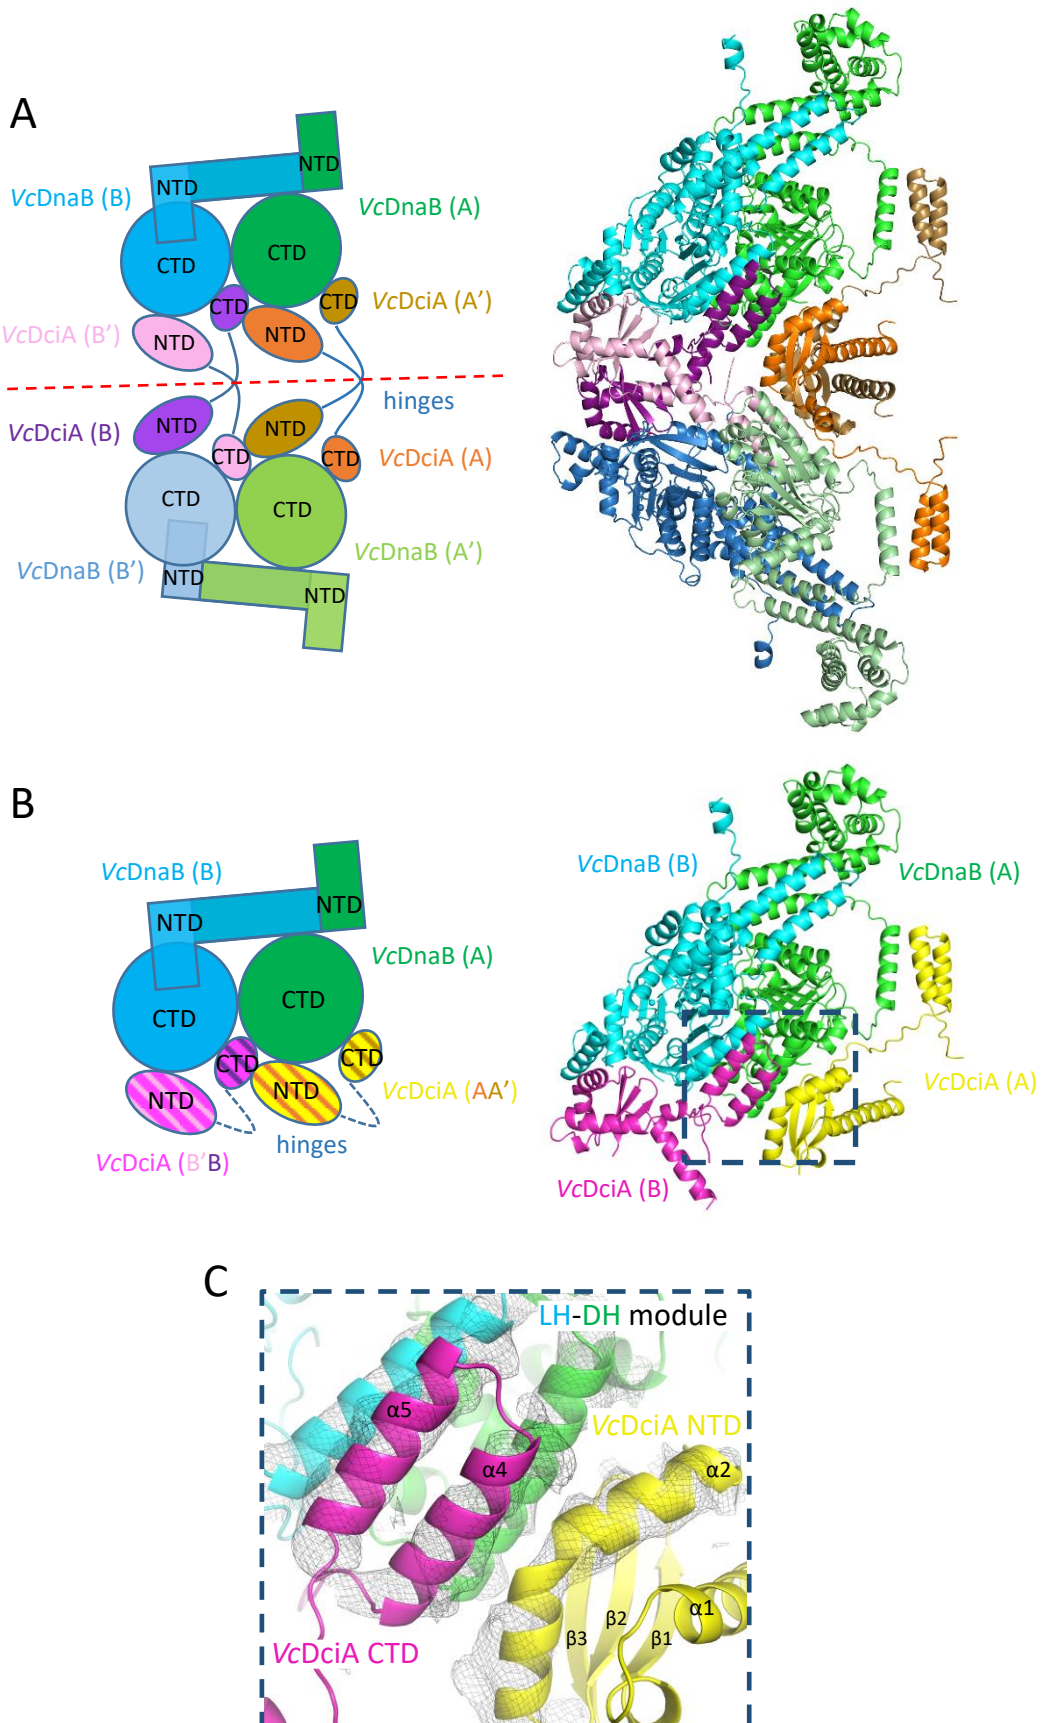 A
NTD
NTD
VcDnaB (B)
VcDnaB (A)
CTD
CTD
CTD
CTD
VcDciA (A’)
VcDciA (B’)
NTD
NTD
hinges
VcDciA (B)
NTD
NTD
CTD
CTD
VcDciA (A)
CTD
CTD
VcDnaB (B’)
NTD
NTD
VcDnaB (A’)
B
VcDnaB (B)
NTD
NTD
VcDnaB (A)
CTD
CTD
CTD
CTD
NTD
NTD
VcDciA (AA’)
hinges
VcDciA (B’B)
VcDnaB (B)
VcDnaB (A)
VcDciA (A)
VcDciA (B)
C
LH-DH module
α5
VcDciA NTD
α4
α2
α1
β2
β3
β1
VcDciA CTD